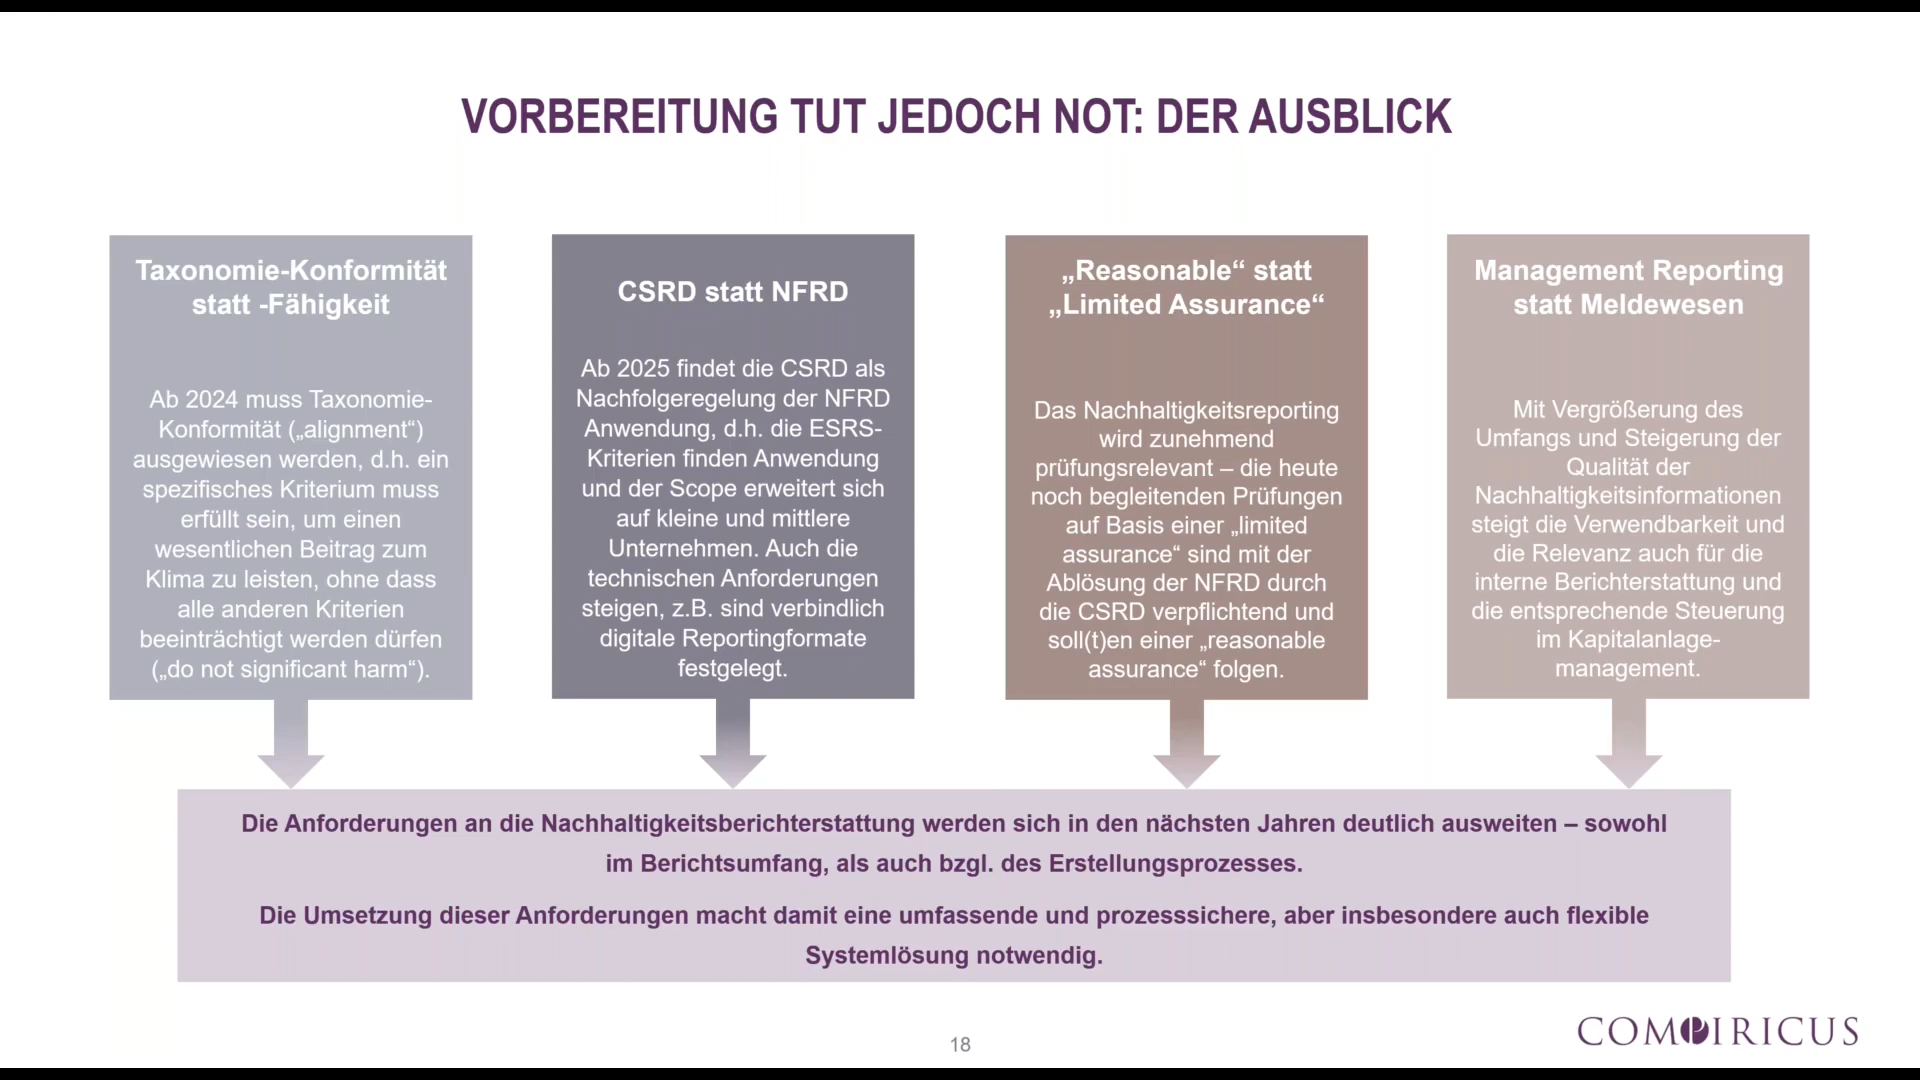 VORBEREITUNG TUT JEDOCH NOT: DER AUSBLICK
Taxonomie-Konformität
statt -Fähigkeit
Ab 2024 muss Taxonomie-
Konformität („alignment“)
ausgewiesen werden, d.h. ein
spezifisches Kriterium muss
erfüllt sein, um einen
wesentlichen Beitrag zum
Klima zu leisten, ohne dass
alle anderen Kriterien
beeinträchtigt werden dürfen
(„do not significant harm“).
CSRD statt NFRD
Ab 2025 findet die CSRD als
Nachfolgeregelung der NFRD
Anwendung, d.h. die ESRS-
Kriterien finden Anwendung
und der Scope erweitert sich
auf kleine und mittlere
Unternehmen. Auch die
technischen Anforderungen
steigen, z.B. sind verbindlich
digitale Reportingformate
festgelegt.
„Reasonable“ statt
„Limited Assurance“
Das Nachhaltigkeitsreporting
wird zunehmend
prüfungsrelevant – die heute
noch begleitenden Prüfungen
auf Basis einer „limited
assurance“ sind mit der
Ablösung der NFRD durch
die CSRD verpflichtend und
soll(t)en einer „reasonable
assurance“ folgen.
Management Reporting
statt Meldewesen
Mit Vergrößerung des
Umfangs und Steigerung der
Qualität der
Nachhaltigkeitsinformationen
steigt die Verwendbarkeit und
die Relevanz auch für die
interne Berichterstattung und
die entsprechende Steuerung
im Kapitalanlage-
management.
Die Anforderungen an die Nachhaltigkeitsberichterstattung werden sich in den nächsten Jahren deutlich ausweiten – sowohl
im Berichtsumfang, als auch bzgl. des Erstellungsprozesses.
Die Umsetzung dieser Anforderungen macht damit eine umfassende und prozesssichere, aber insbesondere auch flexible
Systemlösung notwendig.
18
COMPIRICUS